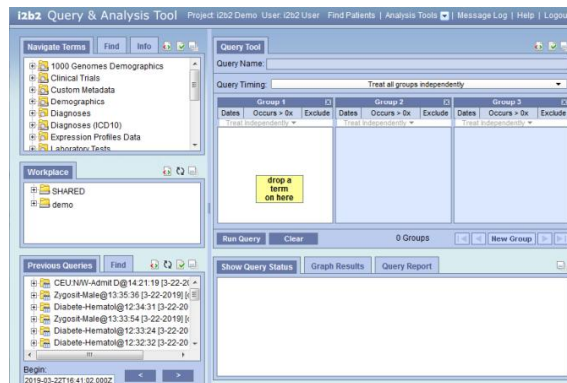 i2b2 Query & Analysis Tool Project: i2b2 Demo User: i2b2 User Find Patients | Analysis Tools | Message Log | Help | Logou
Navigate Terms Find Info
1000 Genomes Demographics
Clinical Trials
Custom Metadata
Demographics
Diagnoses
Diagnoses (ICD10)
Expression Profiles Data
Laboratory Tests
Workplace
SHARED
demo
Previous Queries Find
CEU:N/W-Admit D@14:21:19 [3-22-20
Zygosit-Male@13:35:36 [3-22-2019] [
Diabete-Hematol@12:34:31 [3-22-20
Zygosit-Male@13:33:54 [3-22-2019] [
Diabete-Hematol@12:33:24 [3-22-20
Diabete-Hematol@12:32:32 [3-22-20
Begin:
2019-03-22T16:41:02.000Z
< >
Query Tool
Query Name:
Query Timing: Treat all groups independently
Group 1 Group 2 Group 3
Dates Occurs > 0x Exclude Dates Occurs > 0x Exclude Dates Occurs > 0x Exclude
Treat Independently Treat Independently Treat Independently
drop a
term
on here
Run Query Clear 0 Groups New Group
Show Query Status Graph Results Query Report